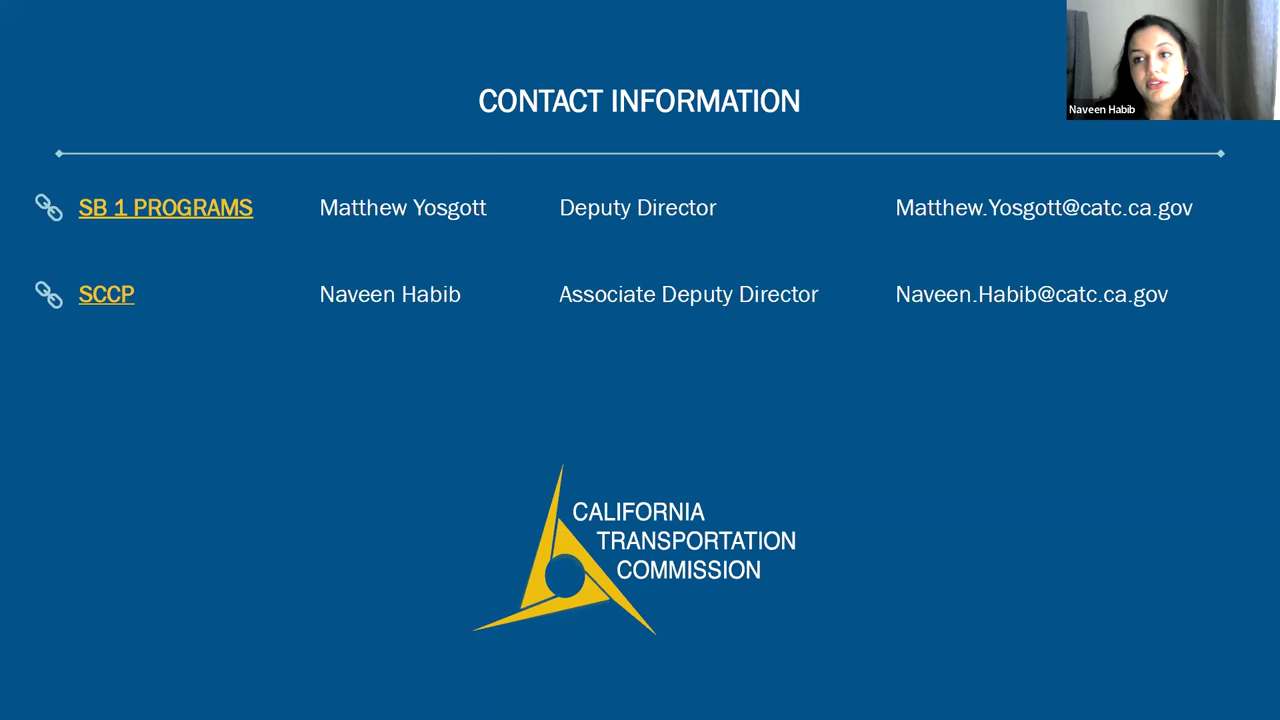 CONTACT INFORMATION
Naveen Habib
SB 1 PROGRAMS Matthew Yosgott Deputy Director Matthew.Yosgott@catc.ca.gov
SCCP Naveen Habib Associate Deputy Director Naveen.Habib@catc.ca.gov
CALIFORNIA
TRANSPORTATION
COMMISSION